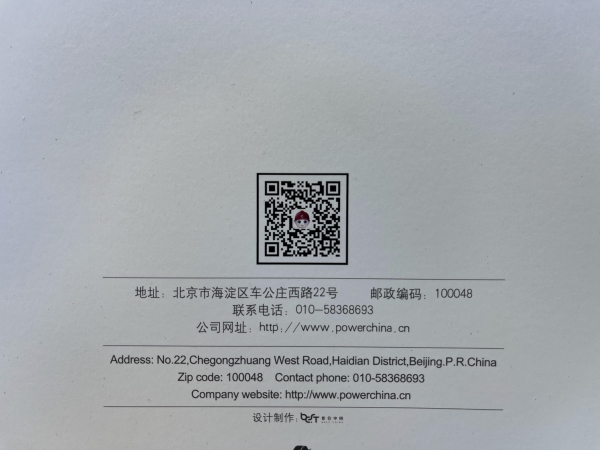 地址：北京市海淀区车公庄西路22号 邮政编码：100048
联系电话：010-58368693
公司网址：http://www.powerchina.cn
Address: No.22,Chegongzhuang West Road,Haidian District,Beijing.P.R.China
Zip code: 100048 Contact phone: 010-58368693
Company website: http://www.powerchina.cn
设计制作：